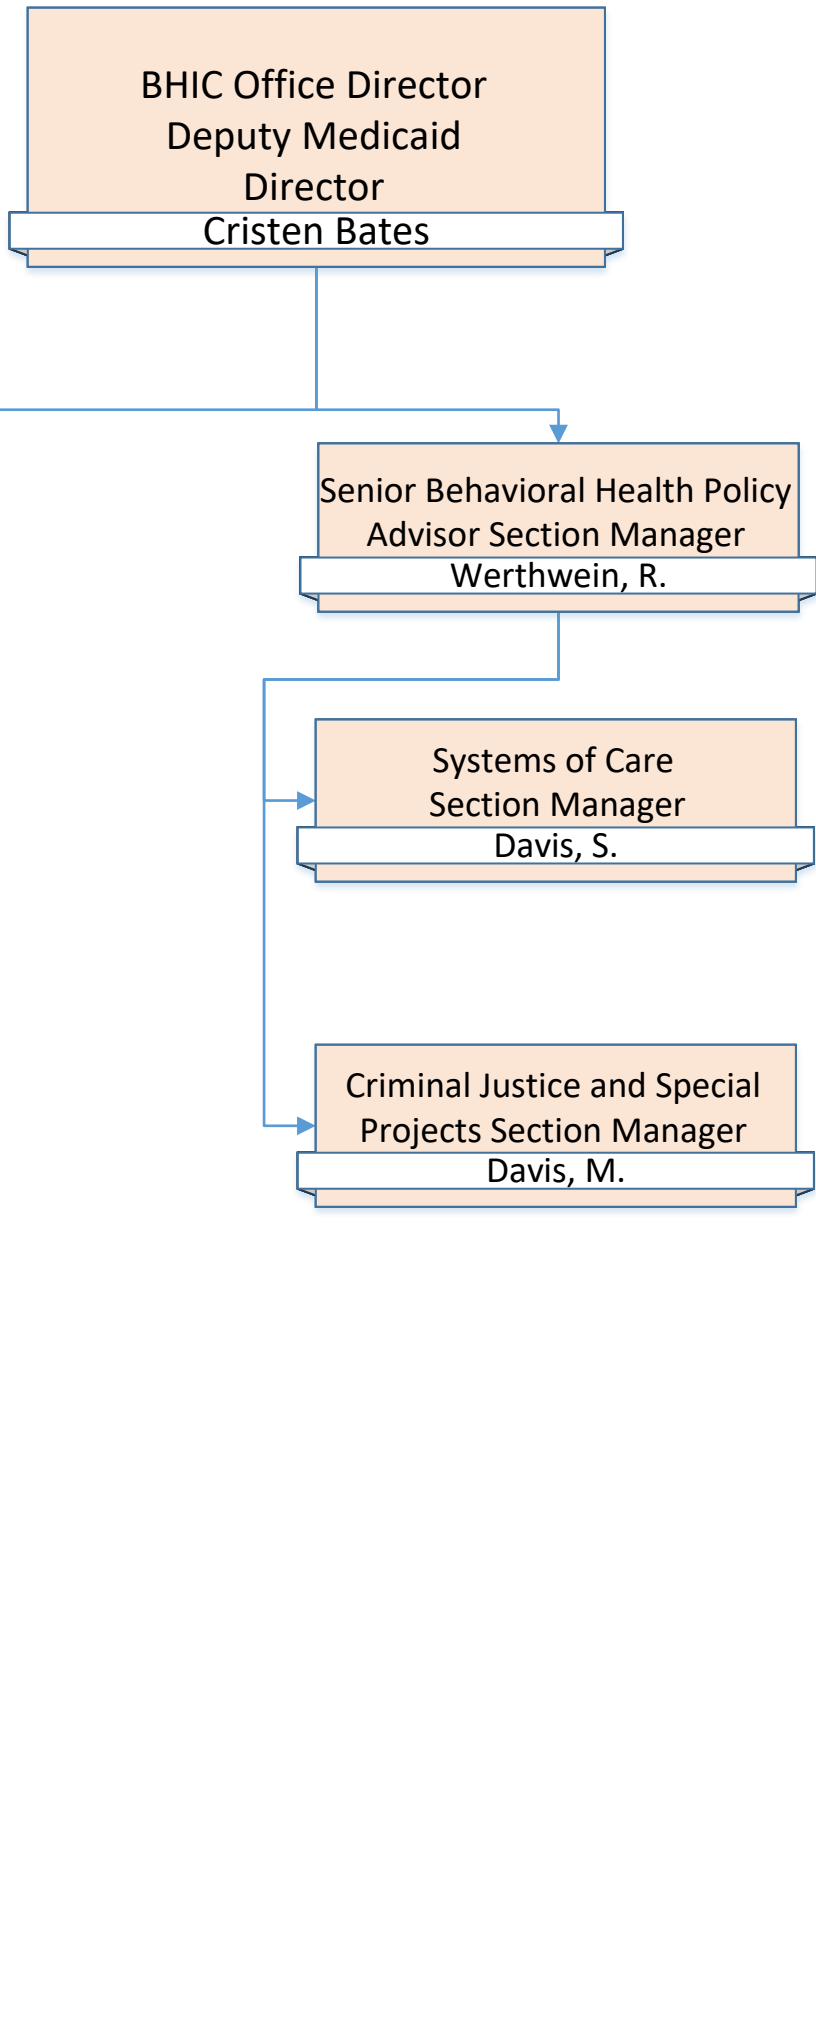 BHIC Office Director
Deputy Medicaid
Director
Cristen Bates
Senior Behavioral Health Policy
Advisor Section Manager
Werthwein, R.
Systems of Care
Section Manager
Davis, S.
Criminal Justice and Special
Projects Section Manager
Davis, M.